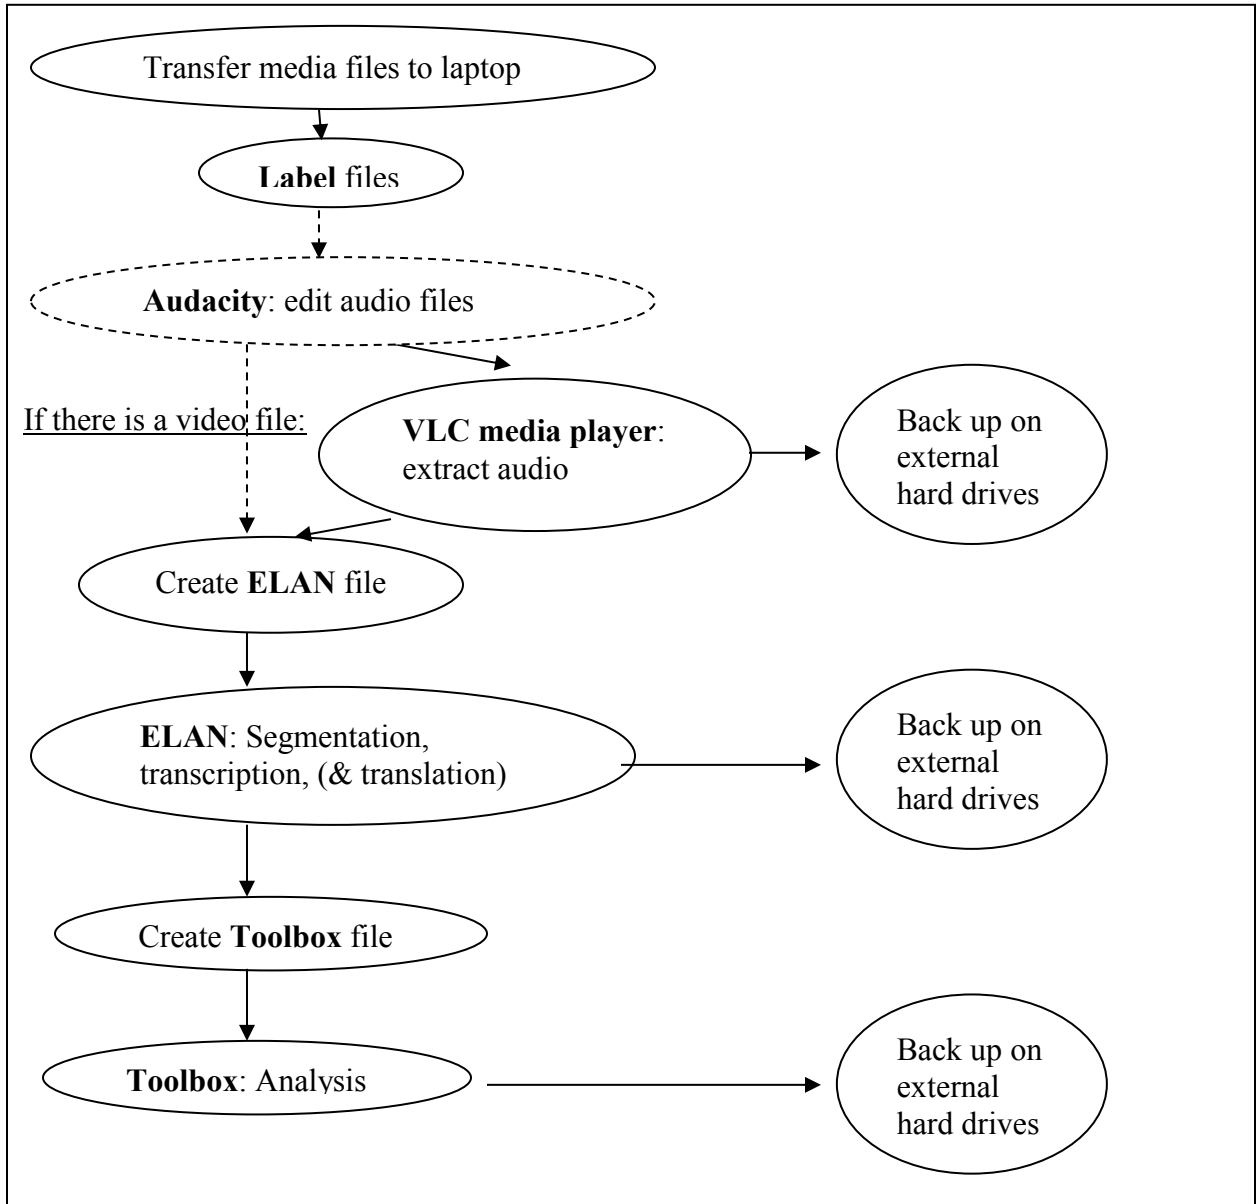 Transfer media files to laptop
Label files
Audacity: edit audio files
If there is a video file:
VLC media player:
extract audio
Back up on
external
hard drives
Create ELAN file
ELAN: Segmentation,
transcription, (& translation)
Back up on
external
hard drives
Create Toolbox file
Toolbox: Analysis
Back up on
external
hard drives